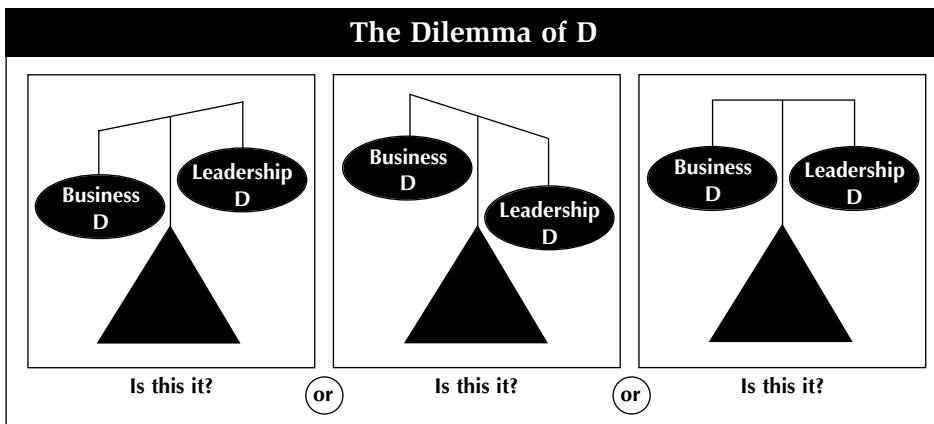 The Dilemma of D
Business
D
Leadership
D
Business
D
Leadership
D
Business
D
Leadership
D
Is this it?
or
Is this it?
or
Is this it?